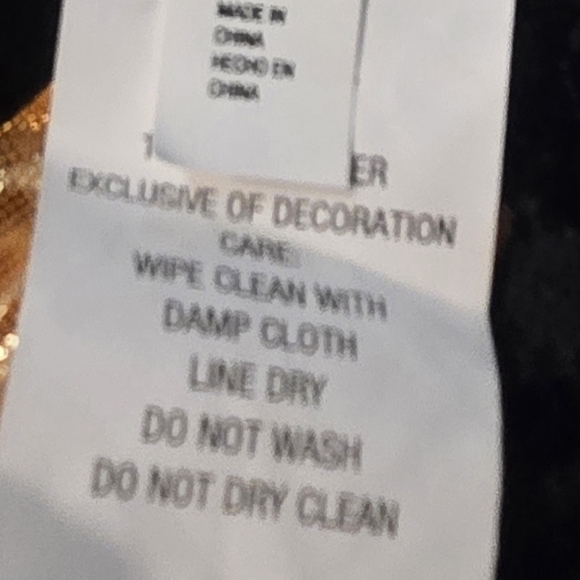 MADE IN
CHINA
HECHO EN
CHINA
ER
EXCLUSIVE OF DECORATION
CARE:
WIPE CLEAN WITH
DAMP CLOTH
LINE DRY
DO NOT WASH
DO NOT DRY CLEAN